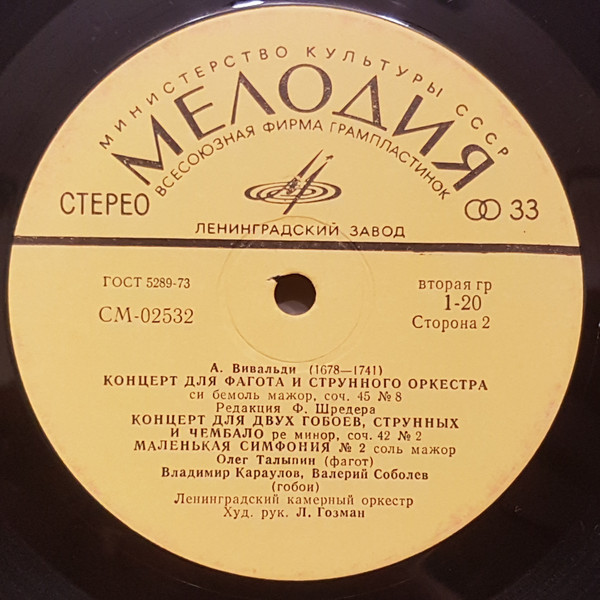 МИНИСТЕРСТВО КУЛЬТУРЫ СССР
МЕЛОДИЯ
ВСЕСОЮЗНАЯ ФИРМА ГРАМПЛАСТИНОК
СТЕРЕО
33
ЛЕНИНГРАДСКИЙ ЗАВОД
ГОСТ 5289-73
СМ-02532
вторая гр
1-20
Сторона 2
А. Вивальди (1678—1741)
КОНЦЕРТ ДЛЯ ФАГОТА И СТРУННОГО ОРКЕСТРА
си бемоль мажор, соч. 45 № 8
Редакция Ф. Шредера
КОНЦЕРТ ДЛЯ ДВУХ ГОБОЕВ, СТРУННЫХ
И ЧЕМБАЛО ре минор, соч. 42 № 2
МАЛЕНЬКАЯ СИМФОНИЯ № 2 соль мажор
Олег Талыпин (фагот)
Владимир Караулов, Валерий Соболев
(гобои)
Ленинградский камерный оркестр
Худ. рук. Л. Гозман